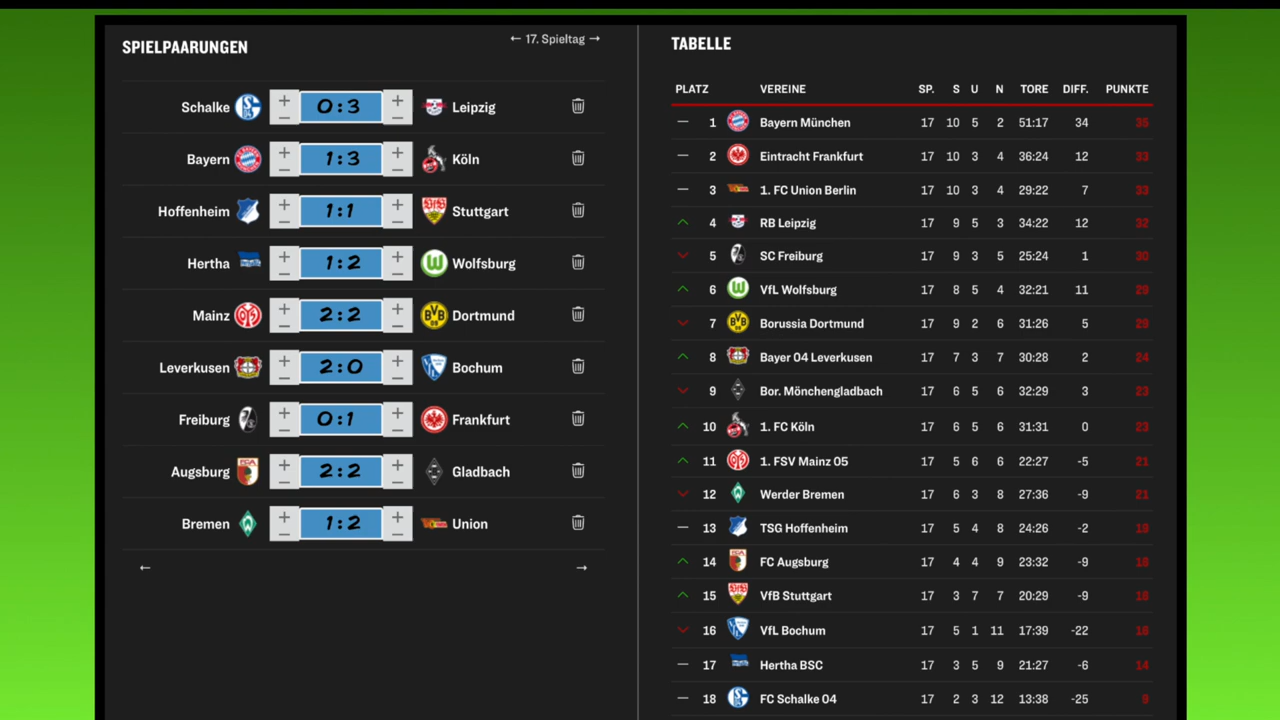 SPIELPAARUNGEN
← 17. Spieltag →
Schalke + − 0:3 + − Leipzig
Bayern + − 1:3 + − Köln
Hoffenheim + − 1:1 + − Stuttgart
Hertha + − 1:2 + − Wolfsburg
Mainz + − 2:2 + − Dortmund
Leverkusen + − 2:0 + − Bochum
Freiburg + − 0:1 + − Frankfurt
Augsburg + − 2:2 + − Gladbach
Bremen + − 1:2 + − Union
← →
TABELLE
PLATZ VEREINE SP. S U N TORE DIFF. PUNKTE
1 Bayern München 17 10 5 2 51:17 34 35
2 Eintracht Frankfurt 17 10 3 4 36:24 12 33
3 1. FC Union Berlin 17 10 3 4 29:22 7 33
4 RB Leipzig 17 9 5 3 34:22 12 32
5 SC Freiburg 17 9 3 5 25:24 1 30
6 VfL Wolfsburg 17 8 5 4 32:21 11 29
7 Borussia Dortmund 17 9 2 6 31:26 5 29
8 Bayer 04 Leverkusen 17 7 3 7 30:28 2 24
9 Bor. Mönchengladbach 17 6 5 6 32:29 3 23
10 1. FC Köln 17 6 5 6 31:31 0 23
11 1. FSV Mainz 05 17 5 6 6 22:27 -5 21
12 Werder Bremen 17 6 3 8 27:36 -9 21
13 TSG Hoffenheim 17 5 4 8 24:26 -2 19
14 FC Augsburg 17 4 4 9 23:32 -9 16
15 VfB Stuttgart 17 3 7 7 20:29 -9 16
16 VfL Bochum 17 5 1 11 17:39 -22 16
17 Hertha BSC 17 3 5 9 21:27 -6 14
18 FC Schalke 04 17 2 3 12 13:38 -25 9